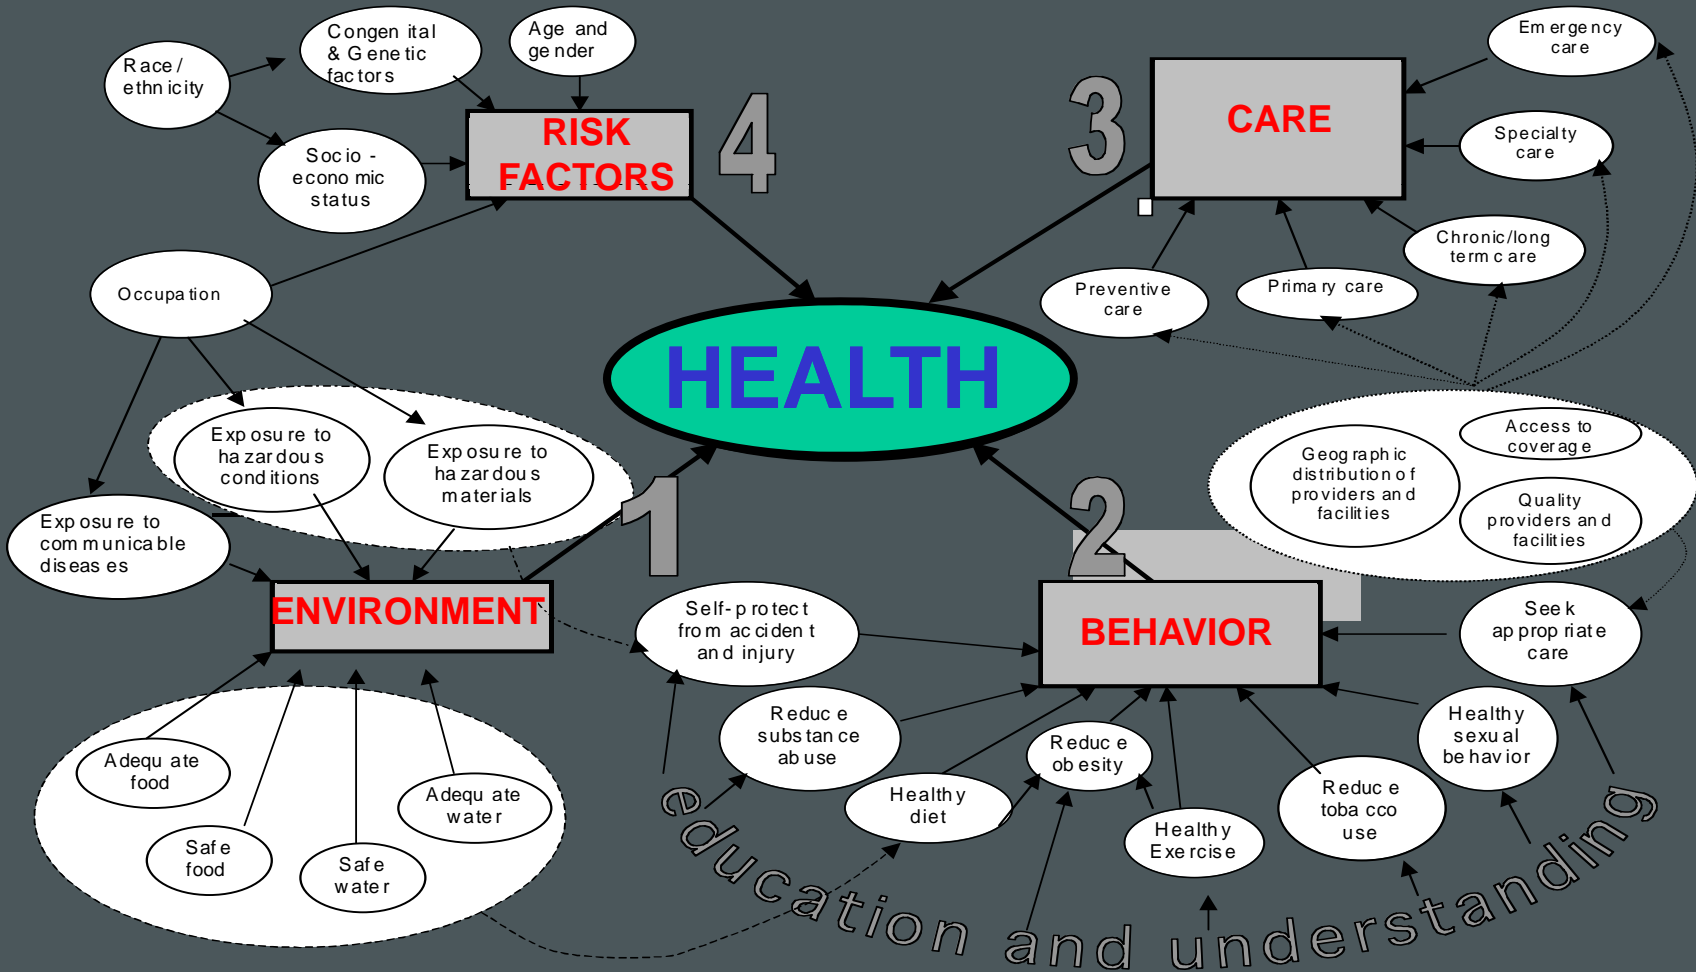 Race/
ethnicity
Congenital
& Genetic
factors
Age and
gender
Socio -
economic
status
RISK
FACTORS
4
3
CARE
Emergency
care
Specialty
care
Chronic/long
term care
Primary care
Preventive
care
Occupation
HEALTH
Exposure to
hazardous
conditions
Exposure to
hazardous
materials
Exposure to
communicable
diseases
1
ENVIRONMENT
Access to
coverage
Geographic
distribution of
providers and
facilities
Quality
providers and
facilities
2
BEHAVIOR
Self-protect
from accident
and injury
Seek
appropriate
care
Reduce
substance
abuse
Reduce
obesity
Healthy
sexual
behavior
Healthy
diet
Healthy
Exercise
Reduce
tobacco
use
Adequate
food
Safe
food
Safe
water
Adequate
water
education and understanding